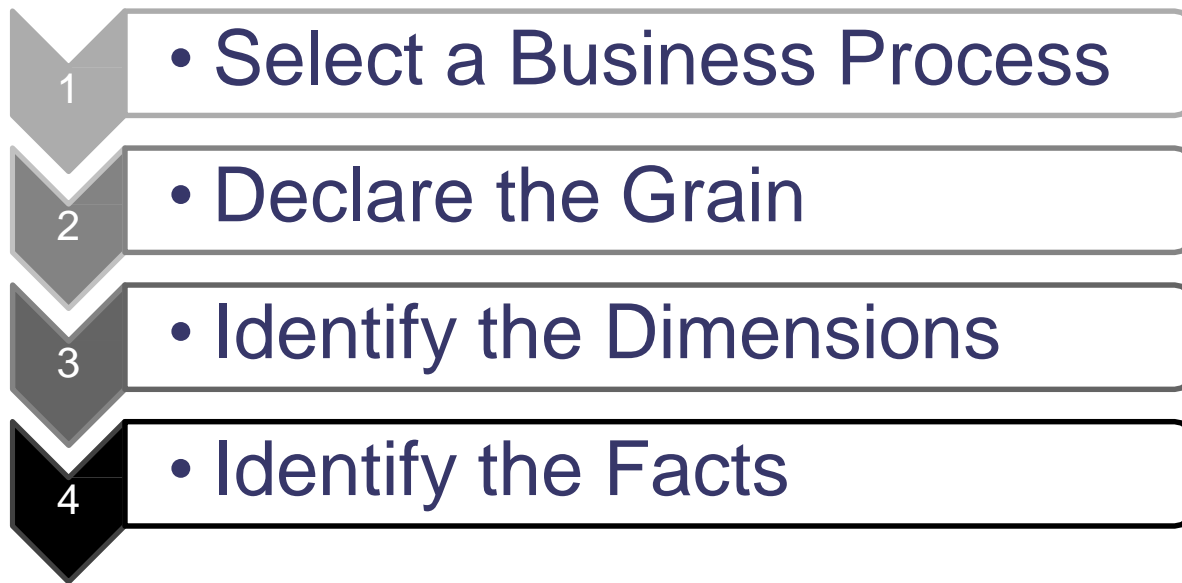 1 • Select a Business Process
2 • Declare the Grain
3 • Identify the Dimensions
4 • Identify the Facts